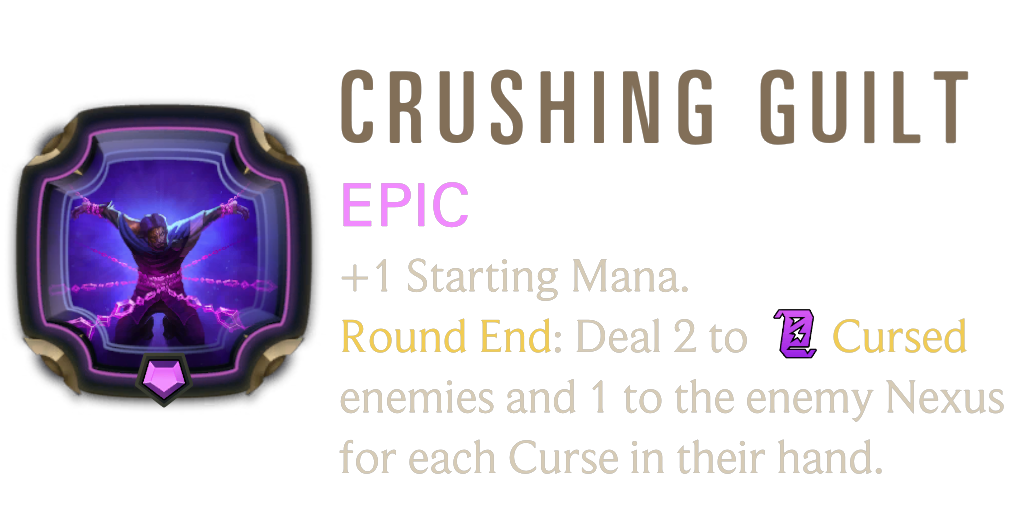 CRUSHING GUILT
EPIC
+1 Starting Mana.
Round End: Deal 2 to Cursed
enemies and 1 to the enemy Nexus
for each Curse in their hand.